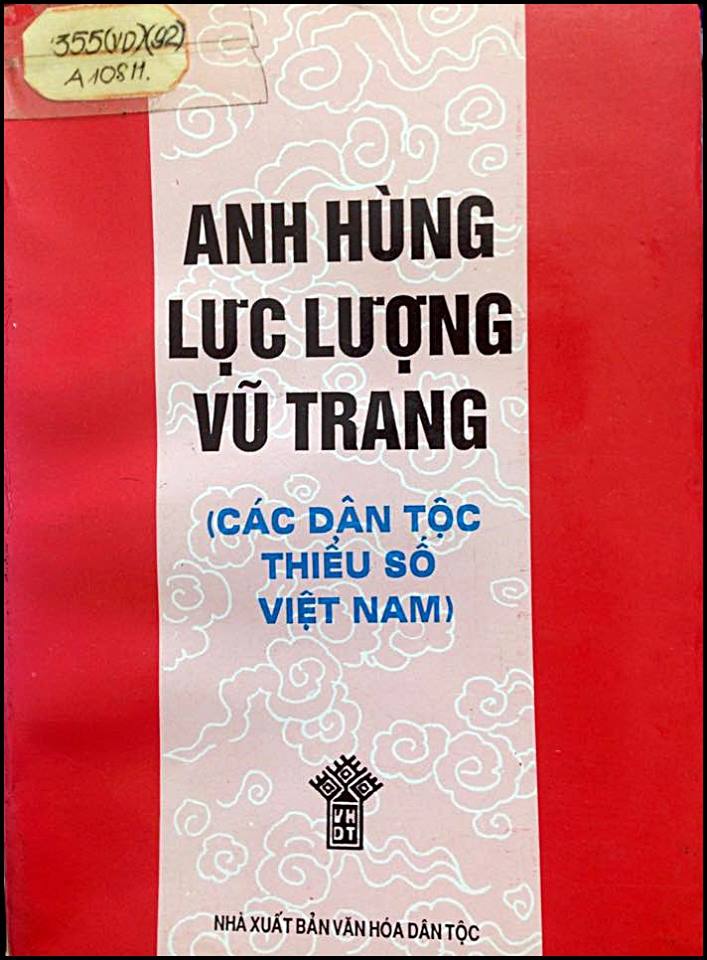 355(VD)(92)
A108H.
ANH HÙNG
LỰC LƯỢNG
VŨ TRANG
(CÁC DÂN TỘC
THIỂU SỐ
VIỆT NAM)
VH
DT
NHÀ XUẤT BẢN VĂN HÓA DÂN TỘC